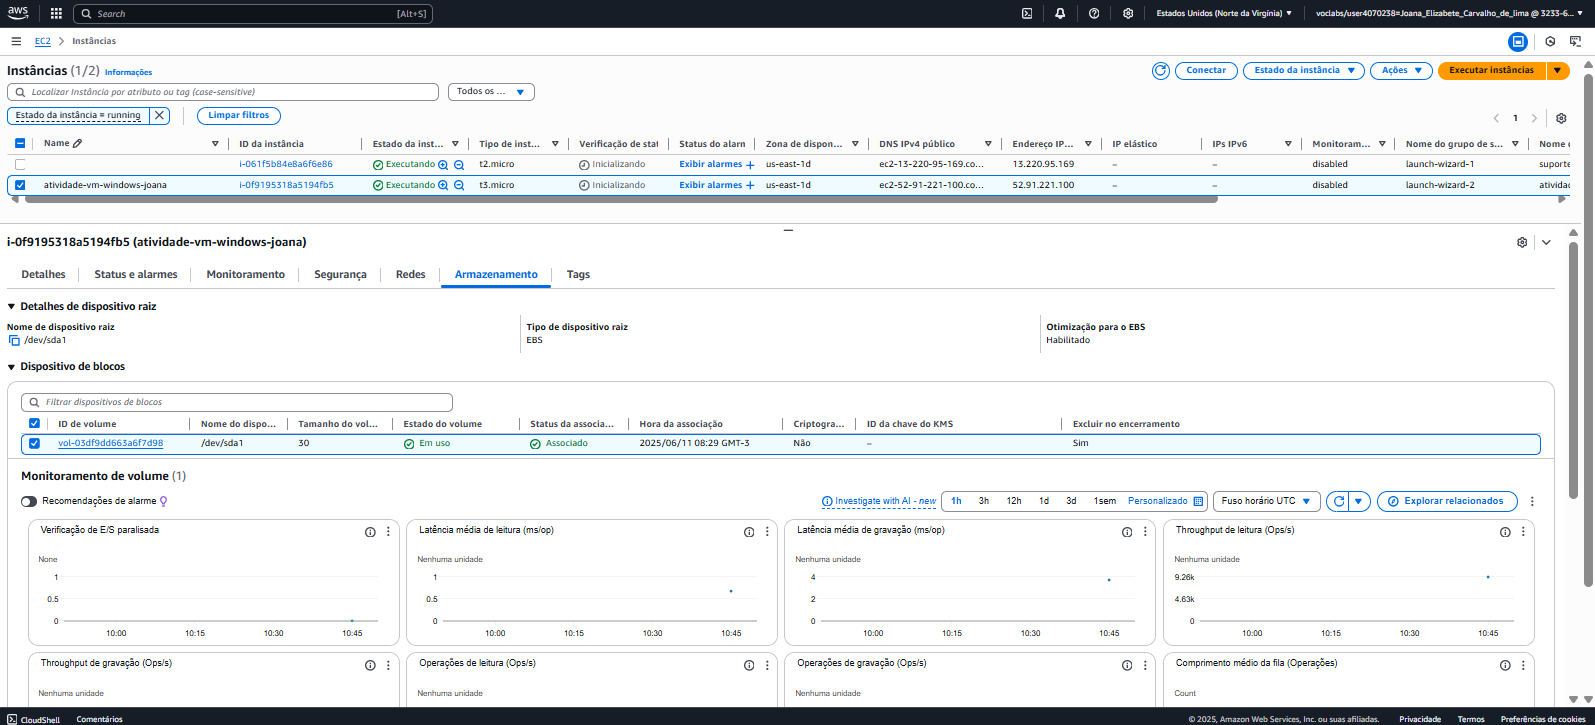 aws Search [Alt+S] Estados Unidos (Norte da Virgínia) voclabs/user4070238=Joana_Elizabete_Carvalho_de_lima @ 3233-6...
EC2 Instâncias
Instâncias (1/2) Informações Conectar Estado da instância Ações Executar instâncias
Localizar Instância por atributo ou tag (case-sensitive) Todos os ...
Estado da instância = running Limpar filtros 1
Name ID da instância Estado da inst... Tipo de inst... Verificação de stat Status do alarm Zona de dispon... DNS IPv4 público Endereço IP... IP elástico IPs IPv6 Monitoram... Nome do grupo de s... Nome d
i-061f5b84e8a6f6e86 Executando t2.micro Inicializando Exibir alarmes + us-east-1d ec2-13-220-95-169.co... 13.220.95.169 – – disabled launch-wizard-1 suporte
atividade-vm-windows-joana i-0f9195318a5194fb5 Executando t3.micro Inicializando Exibir alarmes + us-east-1d ec2-52-91-221-100.co... 52.91.221.100 – – disabled launch-wizard-2 atividad
i-0f9195318a5194fb5 (atividade-vm-windows-joana)
Detalhes Status e alarmes Monitoramento Segurança Redes Armazenamento Tags
Detalhes de dispositivo raiz
Nome de dispositivo raiz Tipo de dispositivo raiz Otimização para o EBS
/dev/sda1 EBS Habilitado
Dispositivo de blocos
Filtrar dispositivos de blocos
ID de volume Nome do dispo... Tamanho do vol... Estado do volume Status da associa... Hora da associação Criptogra... ID da chave do KMS Excluir no encerramento
vol-03df9dd663a6f7d98 /dev/sda1 30 Em uso Associado 2025/06/11 08:29 GMT-3 Não – Sim
Monitoramento de volume (1)
Recomendações de alarme Investigate with AI - new 1h 3h 12h 1d 3d 1sem Personalizado Fuso horário UTC Explorar relacionados
Verificação de E/S paralisada Latência média de leitura (ms/op) Latência média de gravação (ms/op) Throughput de leitura (Ops/s)
None Nenhuma unidade Nenhuma unidade Nenhuma unidade
1 1 4 9.26k
0.5 0.5 2 4.63k
0 0 0 0
10:00 10:15 10:30 10:45 10:00 10:15 10:30 10:45 10:00 10:15 10:30 10:45 10:00 10:15 10:30 10:45
Throughput de gravação (Ops/s) Operações de leitura (Ops/s) Operações de gravação (Ops/s) Comprimento médio da fila (Operações)
Nenhuma unidade Nenhuma unidade Nenhuma unidade Count
CloudShell Comentários © 2025, Amazon Web Services, Inc. ou suas afiliadas. Privacidade Termos Preferências de cookies